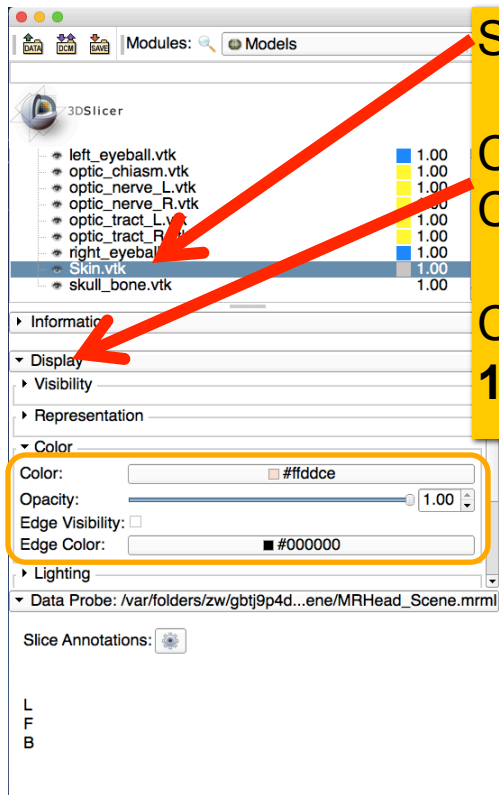 DATA DCM SAVE Modules: Models
3DSlicer
left_eyeball.vtk 1.00
optic_chiasm.vtk 1.00
optic_nerve_L.vtk 1.00
optic_nerve_R.vtk 1.00
optic_tract_L.vtk 1.00
optic_tract_R 1.00
right_eyeball 1.00
Skin.vtk 1.00
skull_bone.vtk 1.00
Information
Display
Visibility
Representation
Color
Color: #ffddce
Opacity: 1.00
Edge Visibility:
Edge Color: #000000
Lighting
Data Probe: /var/folders/zw/gbtj9p4d...ene/MRHead_Scene.mrml
Slice Annotations:
L
F
B
S
C
C
C
1